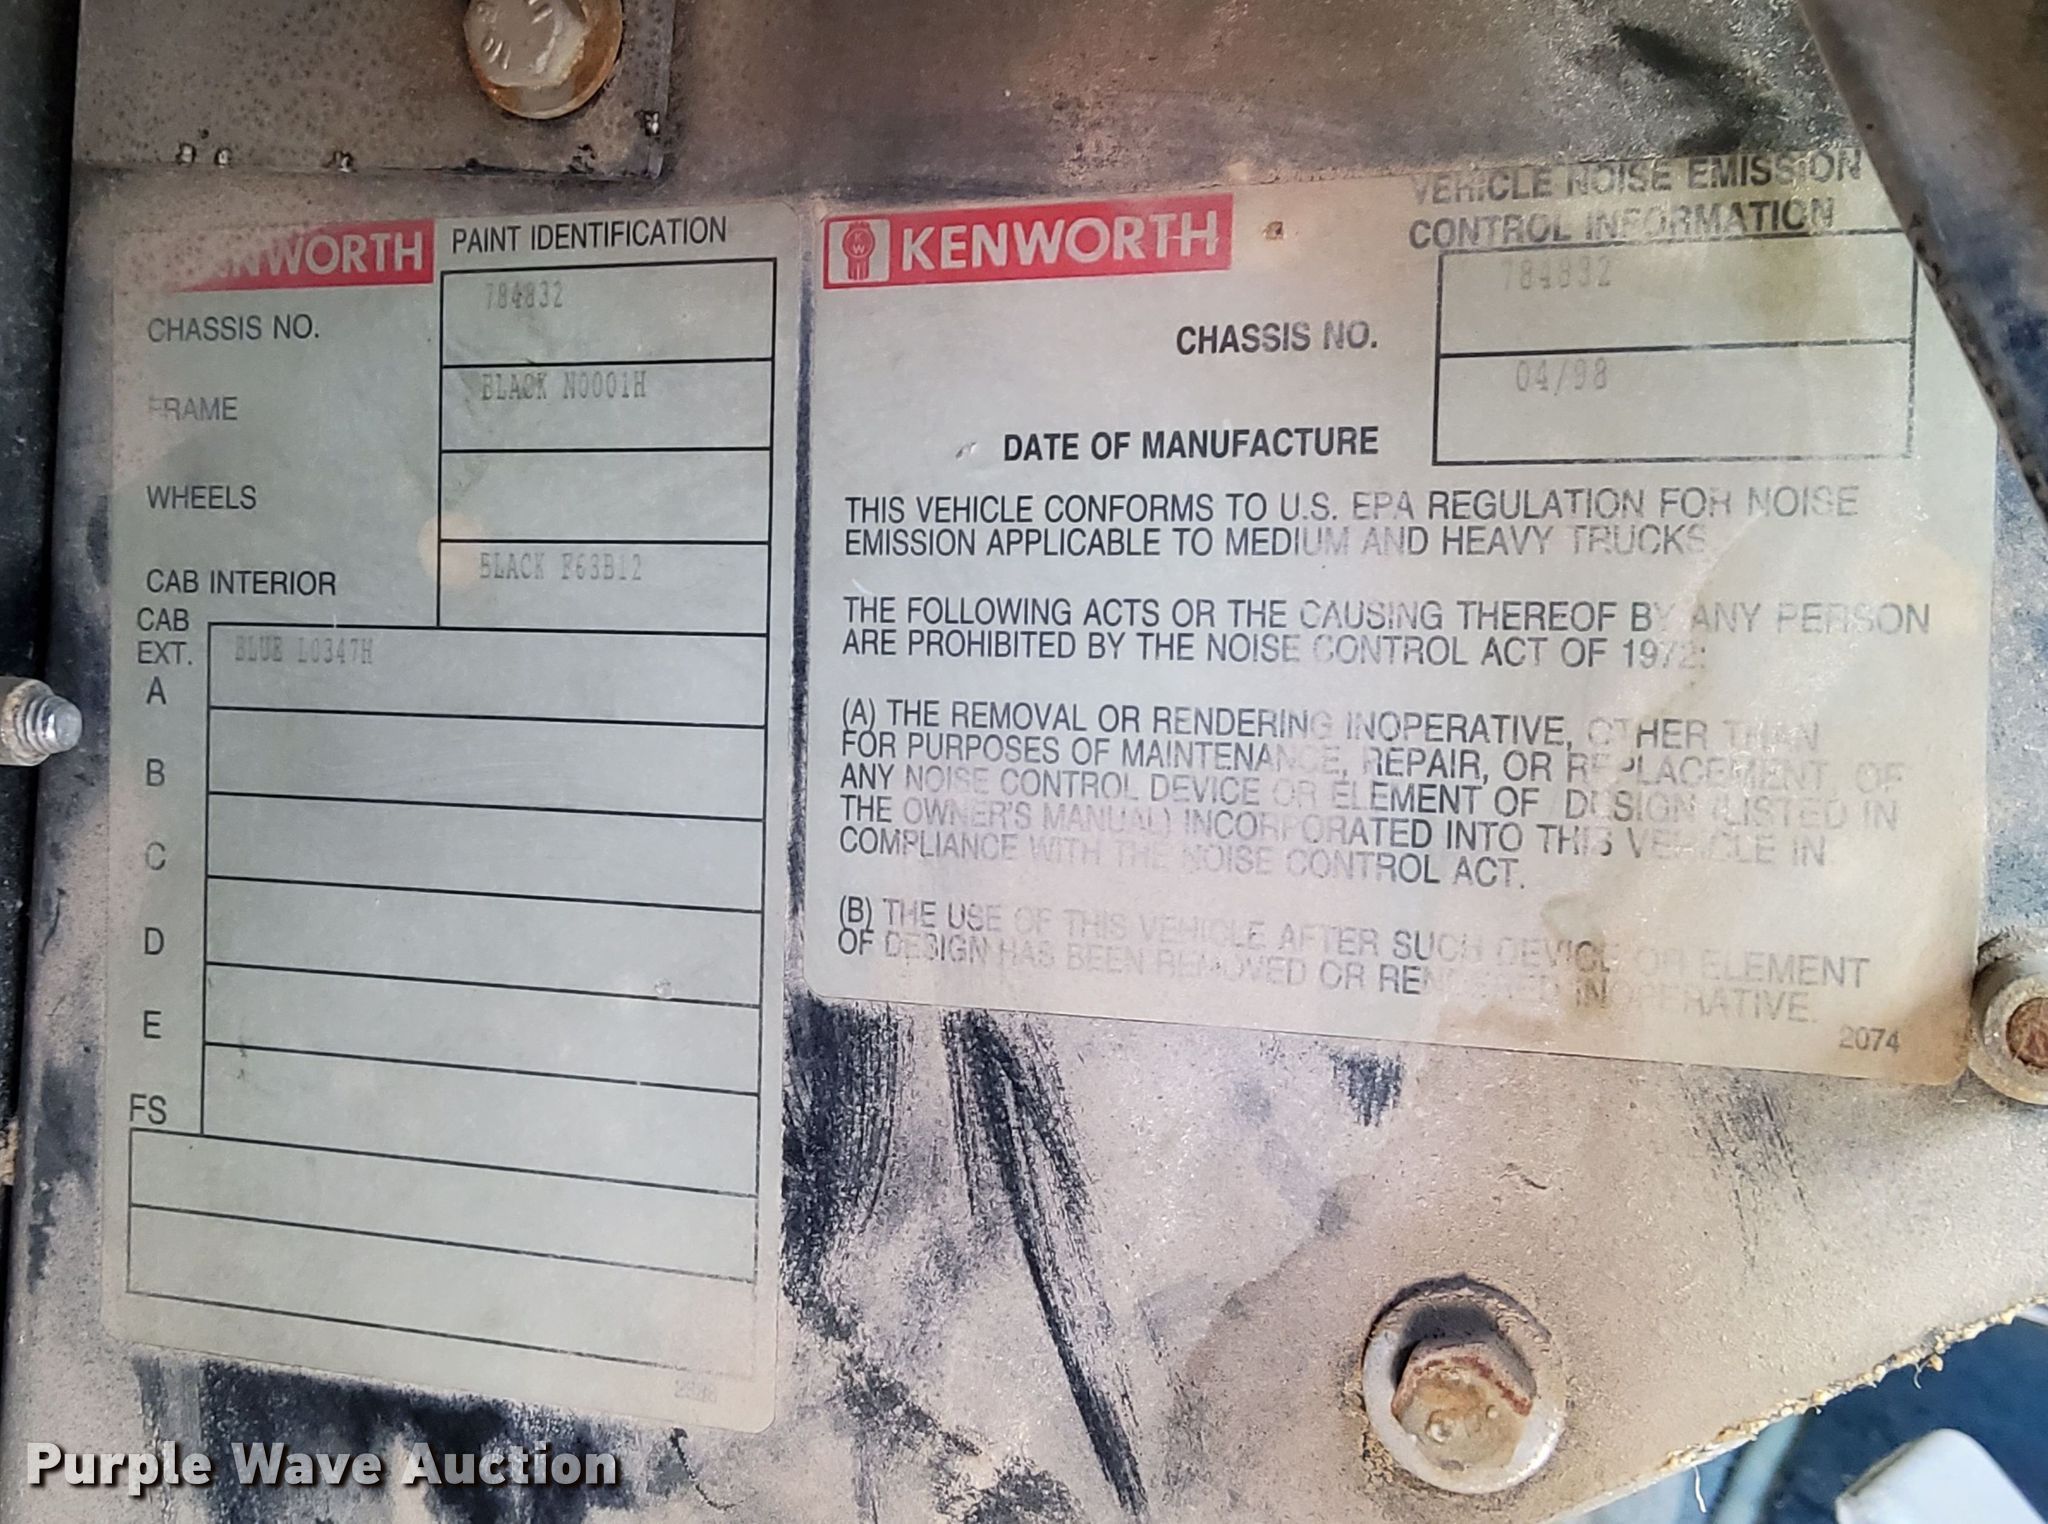 KENWORTH PAINT IDENTIFICATION
CHASSIS NO. 784832
FRAME BLACK N0001H
WHEELS
CAB INTERIOR BLACK F63B12
CAB
EXT.
A BLUE L0347H
B
C
D
E
FS
KENWORTH
VEHICLE NOISE EMISSION
CONTROL INFORMATION
CHASSIS NO. 784832
DATE OF MANUFACTURE 04/98
THIS VEHICLE CONFORMS TO U.S. EPA REGULATION FOR NOISE
EMISSION APPLICABLE TO MEDIUM AND HEAVY TRUCKS
THE FOLLOWING ACTS OR THE CAUSING THEREOF BY ANY PERSON
ARE PROHIBITED BY THE NOISE CONTROL ACT OF 1972:
(A) THE REMOVAL OR RENDERING INOPERATIVE, OTHER THAN
FOR PURPOSES OF MAINTENANCE, REPAIR, OR REPLACEMENT, OF
ANY NOISE CONTROL DEVICE OR ELEMENT OF DESIGN (LISTED IN
THE OWNER'S MANUAL) INCORPORATED INTO THIS VEHICLE IN
COMPLIANCE WITH THE NOISE CONTROL ACT.
(B) THE USE OF THIS VEHICLE AFTER SUCH DEVICE OR ELEMENT
OF DESIGN HAS BEEN REMOVED OR RENDERED INOPERATIVE.
2074
Purple Wave Auction